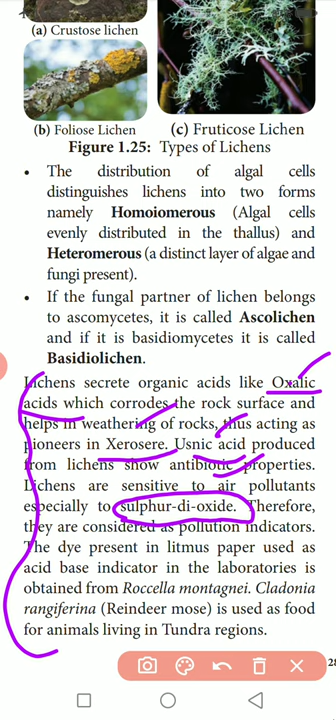 (a) Crustose lichen
(b) Foliose Lichen
(c) Fruticose Lichen
Figure 1.25: Types of Lichens
• The distribution of algal cells
distinguishes lichens into two forms
namely Homoiomerous (Algal cells
evenly distributed in the thallus) and
Heteromerous (a distinct layer of algae and
fungi present).
• If the fungal partner of lichen belongs
to ascomycetes, it is called Ascolichen
and if it is basidiomycetes it is called
Basidiolichen.
Lichens secrete organic acids like Oxalic
acids which corrodes the rock surface and
helps in weathering of rocks, thus acting as
pioneers in Xerosere. Usnic acid produced
from lichens show antibiotic properties.
Lichens are sensitive to air pollutants
especially to sulphur-di-oxide. Therefore,
they are considered as pollution indicators.
The dye present in litmus paper used as
acid base indicator in the laboratories is
obtained from Roccella montagnei. Cladonia
rangiferina (Reindeer mose) is used as food
for animals living in Tundra regions.
28